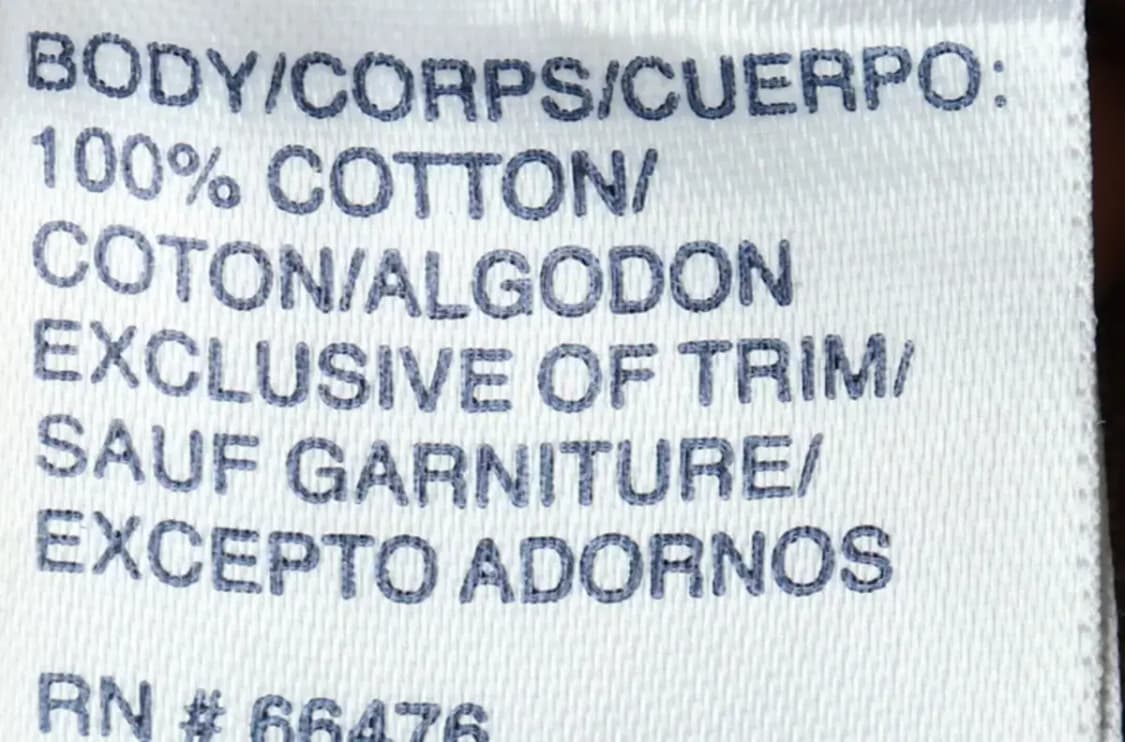 BODY/CORPS/CUERPO:
100% COTTON/
COTON/ALGODON
EXCLUSIVE OF TRIM/
SAUF GARNITURE/
EXCEPTO ADORNOS
RN # 66476